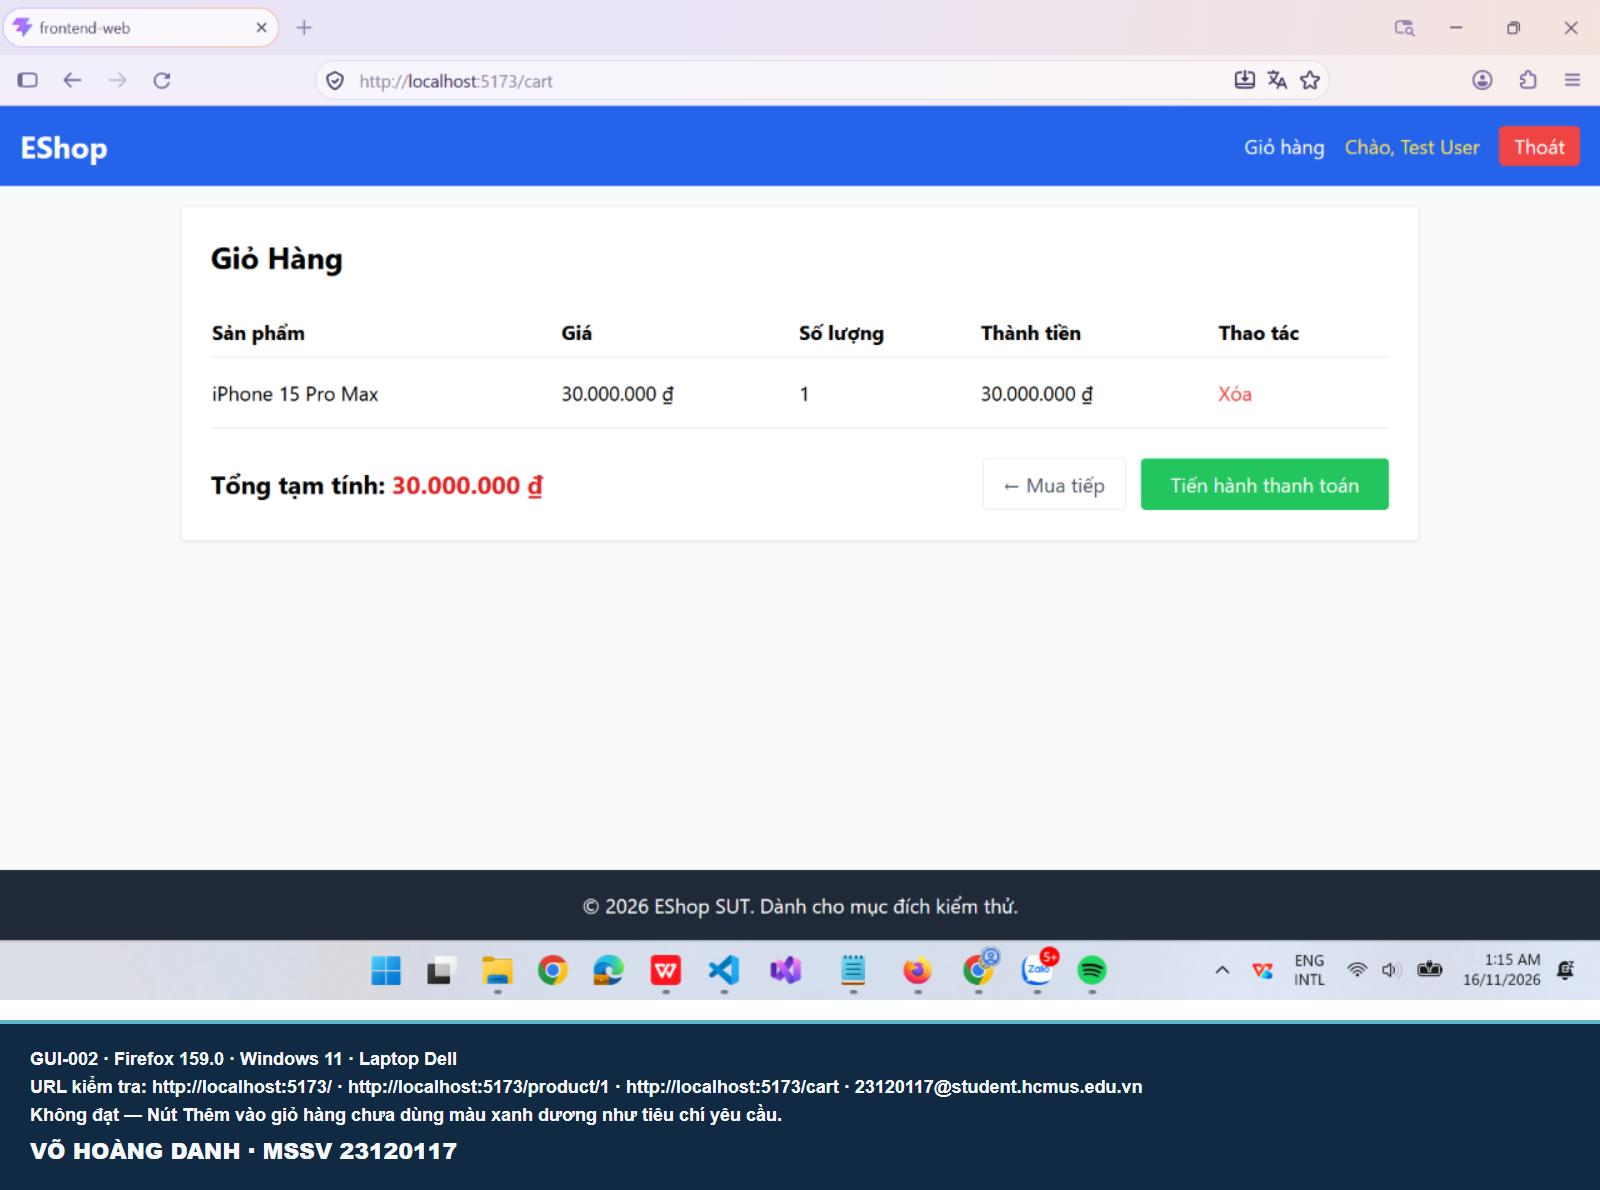 frontend-web
http://localhost:5173/cart
EShop
Giỏ hàng
Chào, Test User
Thoát
Giỏ Hàng
Sản phẩm Giá Số lượng Thành tiền Thao tác
iPhone 15 Pro Max 30.000.000 ₫ 1 30.000.000 ₫ Xóa
Tổng tạm tính: 30.000.000 ₫
← Mua tiếp
Tiến hành thanh toán
© 2026 EShop SUT. Dành cho mục đích kiểm thử.
Zalo
5+
ENG
INTL
1:15 AM
16/11/2026
GUI-002 · Firefox 159.0 · Windows 11 · Laptop Dell
URL kiểm tra: http://localhost:5173/ · http://localhost:5173/product/1 · http://localhost:5173/cart · 23120117@student.hcmus.edu.vn
Không đạt — Nút Thêm vào giỏ hàng chưa dùng màu xanh dương như tiêu chí yêu cầu.
VÕ HOÀNG DANH · MSSV 23120117